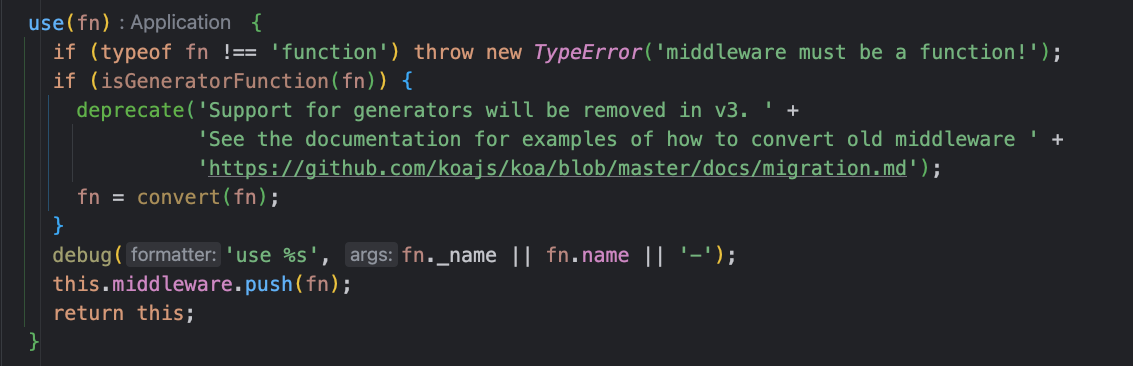 use(fn) : Application {
if (typeof fn !== 'function') throw new TypeError('middleware must be a function!');
if (isGeneratorFunction(fn)) {
deprecate('Support for generators will be removed in v3. ' +
'See the documentation for examples of how to convert old middleware ' +
'https://github.com/koajs/koa/blob/master/docs/migration.md');
fn = convert(fn);
}
debug( formatter: 'use %s', args: fn._name || fn.name || '-');
this.middleware.push(fn);
return this;
}